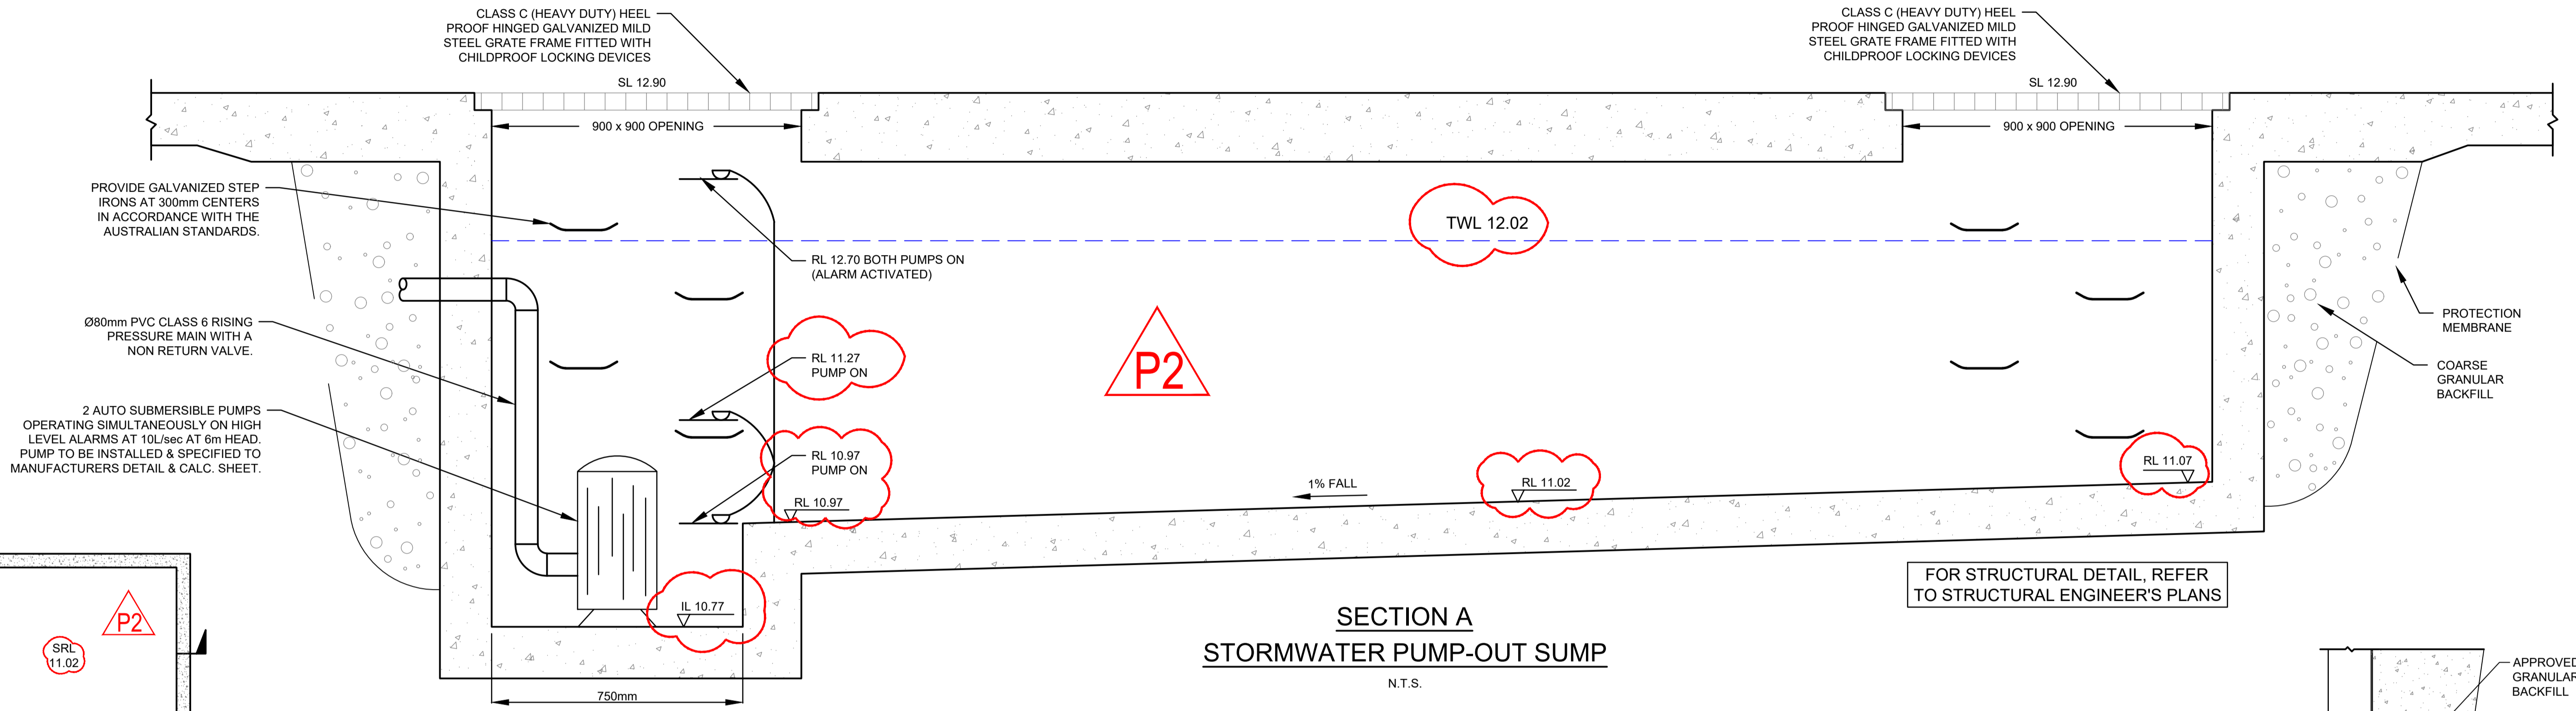 CLASS C (HEAVY DUTY) HEEL
PROOF HINGED GALVANIZED MILD
STEEL GRATE FRAME FITTED WITH
CHILDPROOF LOCKING DEVICES
SL 12.90
900 x 900 OPENING
CLASS C (HEAVY DUTY) HEEL
PROOF HINGED GALVANIZED MILD
STEEL GRATE FRAME FITTED WITH
CHILDPROOF LOCKING DEVICES
SL 12.90
900 x 900 OPENING
PROVIDE GALVANIZED STEP
IRONS AT 300mm CENTERS
IN ACCORDANCE WITH THE
AUSTRALIAN STANDARDS.
TWL 12.02
RL 12.70 BOTH PUMPS ON
(ALARM ACTIVATED)
Ø80mm PVC CLASS 6 RISING
PRESSURE MAIN WITH A
NON RETURN VALVE.
RL 11.27
PUMP ON
P2
PROTECTION
MEMBRANE
COARSE
GRANULAR
BACKFILL
2 AUTO SUBMERSIBLE PUMPS
OPERATING SIMULTANEOUSLY ON HIGH
LEVEL ALARMS AT 10L/sec AT 6m HEAD.
PUMP TO BE INSTALLED & SPECIFIED TO
MANUFACTURERS DETAIL & CALC. SHEET.
RL 10.97
PUMP ON
RL 10.97
1% FALL
RL 11.02
RL 11.07
IL 10.77
750mm
P2
SRL
11.02
SECTION A
STORMWATER PUMP-OUT SUMP
N.T.S.
FOR STRUCTURAL DETAIL, REFER
TO STRUCTURAL ENGINEER'S PLANS
APPROVED
GRANULAR
BACKFILL